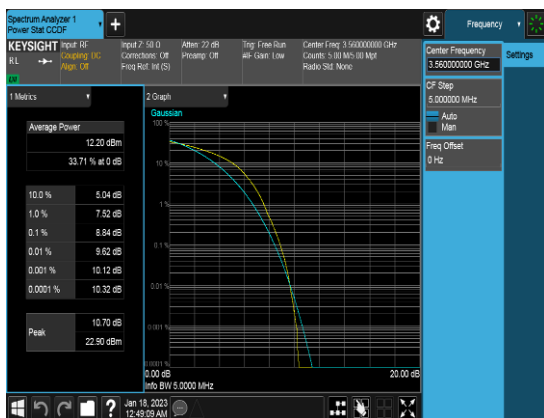 Spectrum Analyzer 1
Power Stat CCDF
Frequency
KEYSIGHT
RL
Input: RF
Coupling: DC
Align: Off
Input Z: 50 Ω
Corrections: Off
Freq Ref: Int (S)
Atten: 22 dB
Preamp: Off
Trig: Free Run
#IF Gain: Low
Center Freq: 3.560000000 GHz
Counts: 5.00 M/5.00 Mpt
Radio Std: None
1 Metrics
Average Power
12.20 dBm
33.71 % at 0 dB
10.0 % 5.04 dB
1.0 % 7.52 dB
0.1 % 8.84 dB
0.01 % 9.62 dB
0.001 % 10.12 dB
0.0001 % 10.32 dB
Peak
10.70 dB
22.90 dBm
2 Graph
Gaussian
100 %
10 %
1 %
0.1 %
0.01 %
0.001 %
0.0001 %
0.00 dB
20.00 dB
Info BW 5.0000 MHz
Center Frequency
3.560000000 GHz
Settings
CF Step
5.000000 MHz
Auto
Man
Freq Offset
0 Hz
Jan 18, 2023
12:49:09 AM